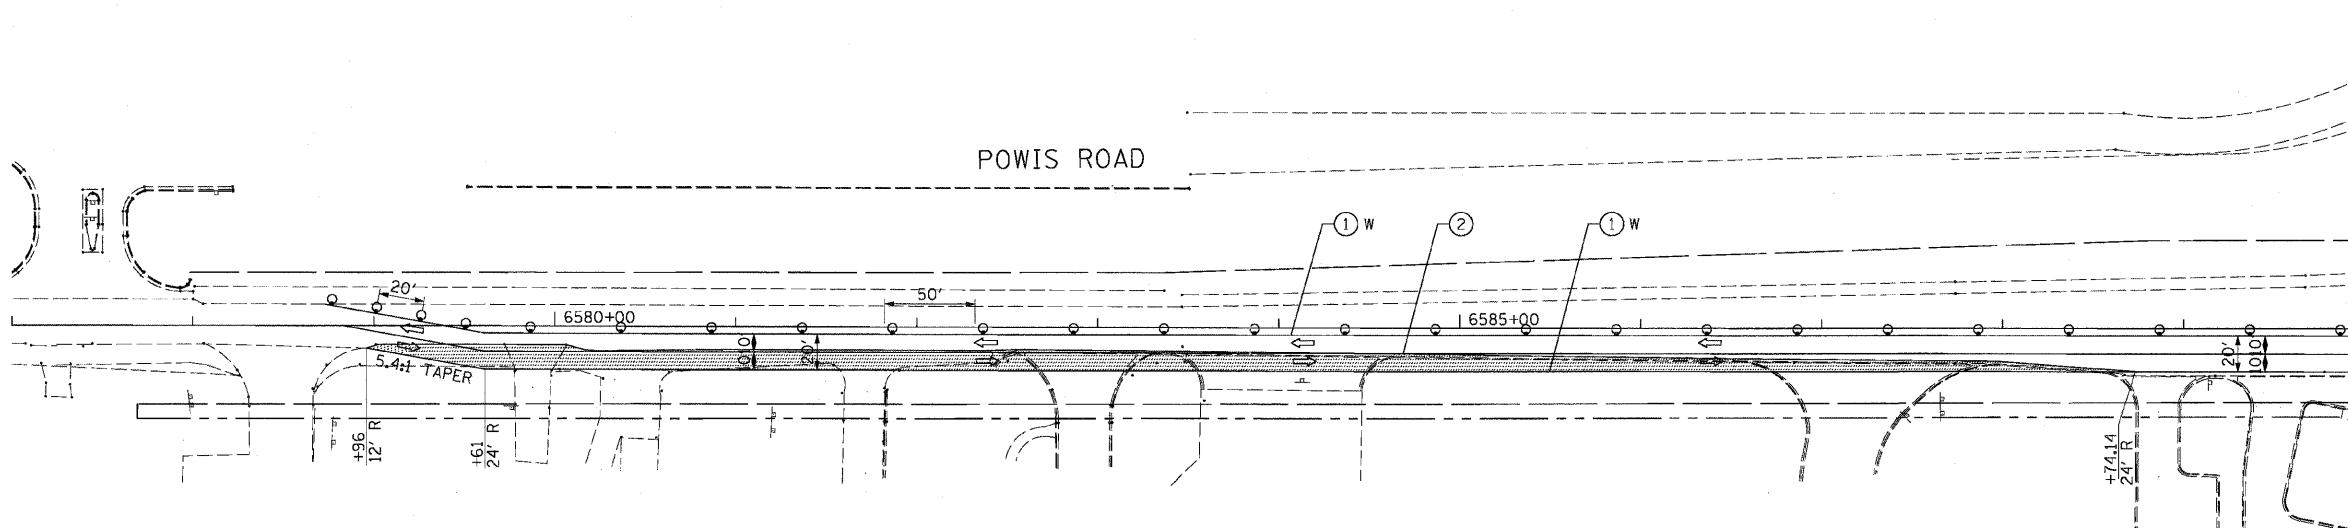 POWIS ROAD
① W
②
① W
20'
50'
6580+00
6585+00
20'
20'
10'10'
5.4:1 TAPER
+96
12' R
+61
24' R
+74.14
24' R